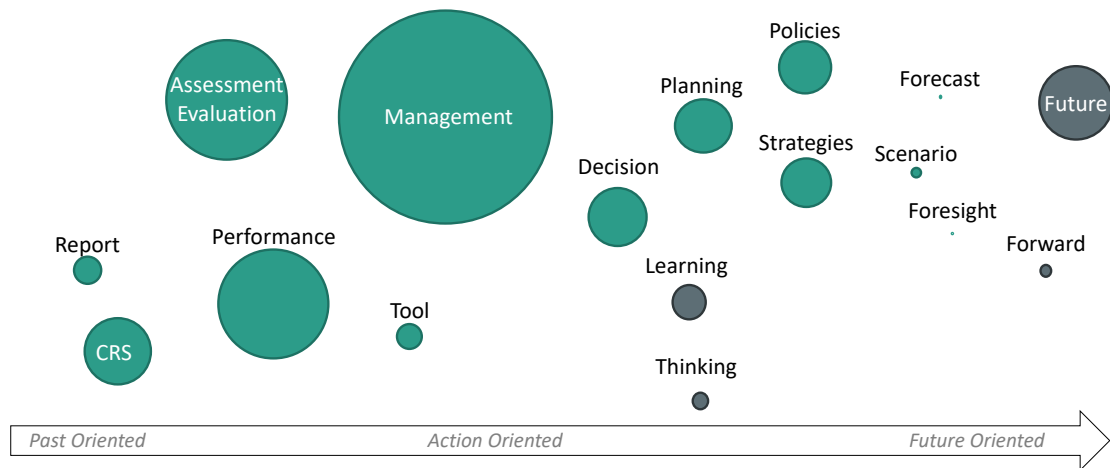 Policies
Assessment
Evaluation
Planning
Forecast
Future
Management
Strategies
Scenario
Decision
Foresight
Report
Performance
Learning
Forward
Tool
CRS
Thinking
Past Oriented
Action Oriented
Future Oriented